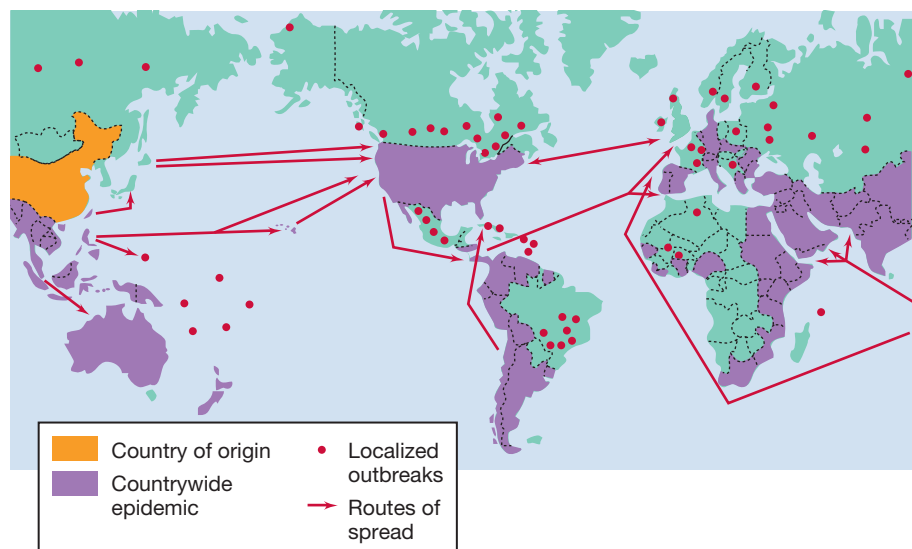 Country of origin
Countrywide
epidemic
Localized
outbreaks
Routes of
spread